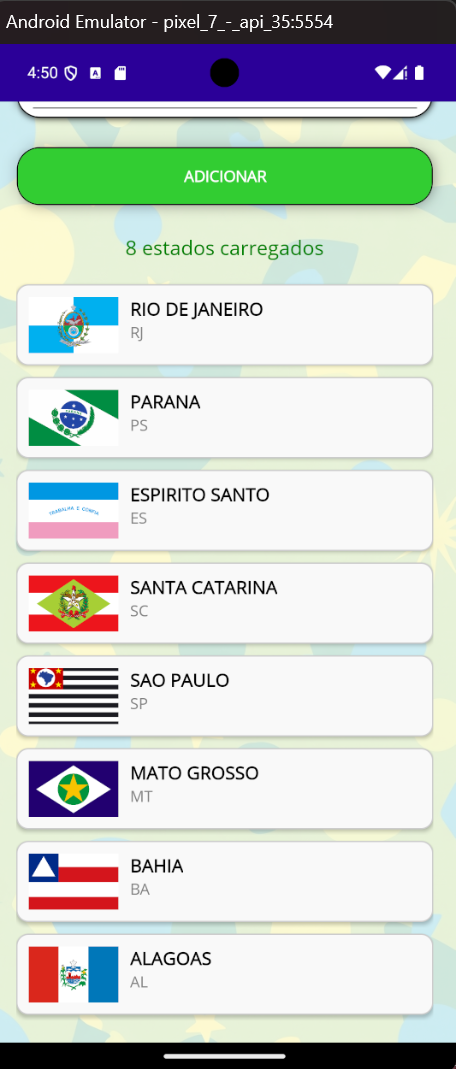 Android Emulator - pixel_7_-_api_35:5554
4:50
ADICIONAR
8 estados carregados
RIO DE JANEIRO
RJ
PARANA
PS
ESPIRITO SANTO
ES
TRABALHA E CONFIA
SANTA CATARINA
SC
SAO PAULO
SP
MATO GROSSO
MT
BAHIA
BA
ALAGOAS
AL